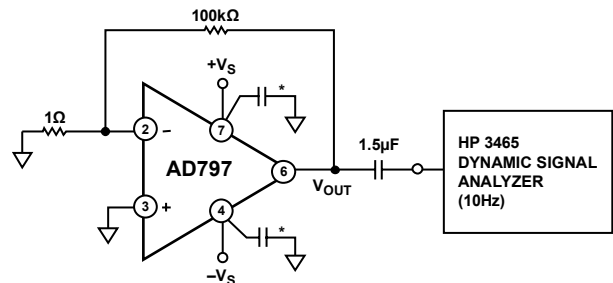 100kΩ
+VS
*
1Ω
2
−
7
1.5µF
HP 3465
DYNAMIC SIGNAL
ANALYZER
(10Hz)
AD797
6
VOUT
3
+
4
*
−VS